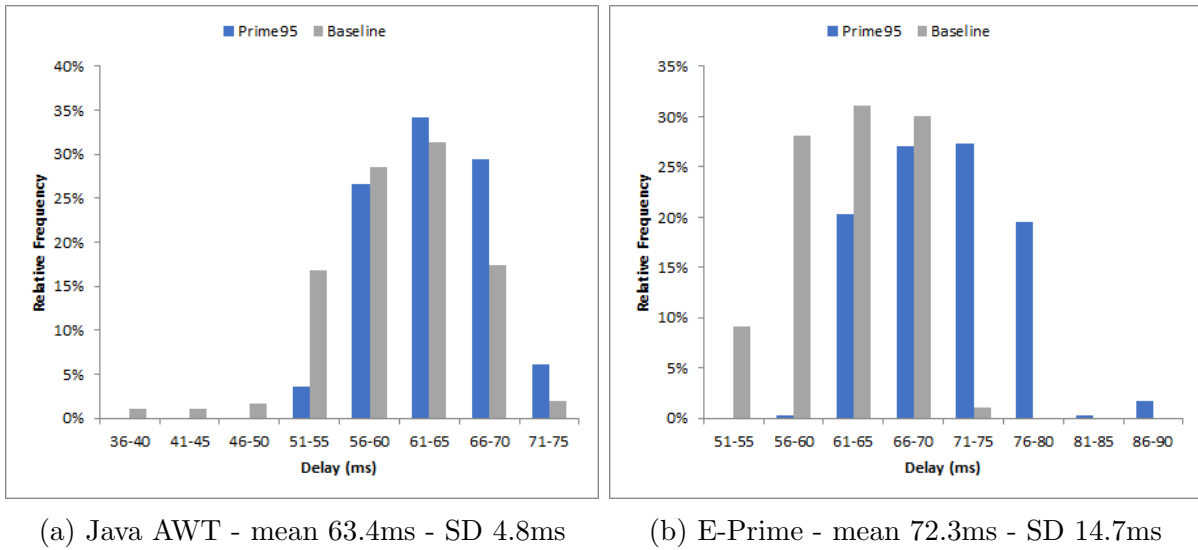 Prime95 Baseline
40%
35%
30%
25%
20%
15%
10%
5%
0%
Relative Frequency
36-40 41-45 46-50 51-55 56-60 61-65 66-70 71-75
Delay (ms)
(a) Java AWT - mean 63.4ms - SD 4.8ms
Prime95 Baseline
35%
30%
25%
20%
15%
10%
5%
0%
Relative Frequency
51-55 56-60 61-65 66-70 71-75 76-80 81-85 86-90
Delay (ms)
(b) E-Prime - mean 72.3ms - SD 14.7ms